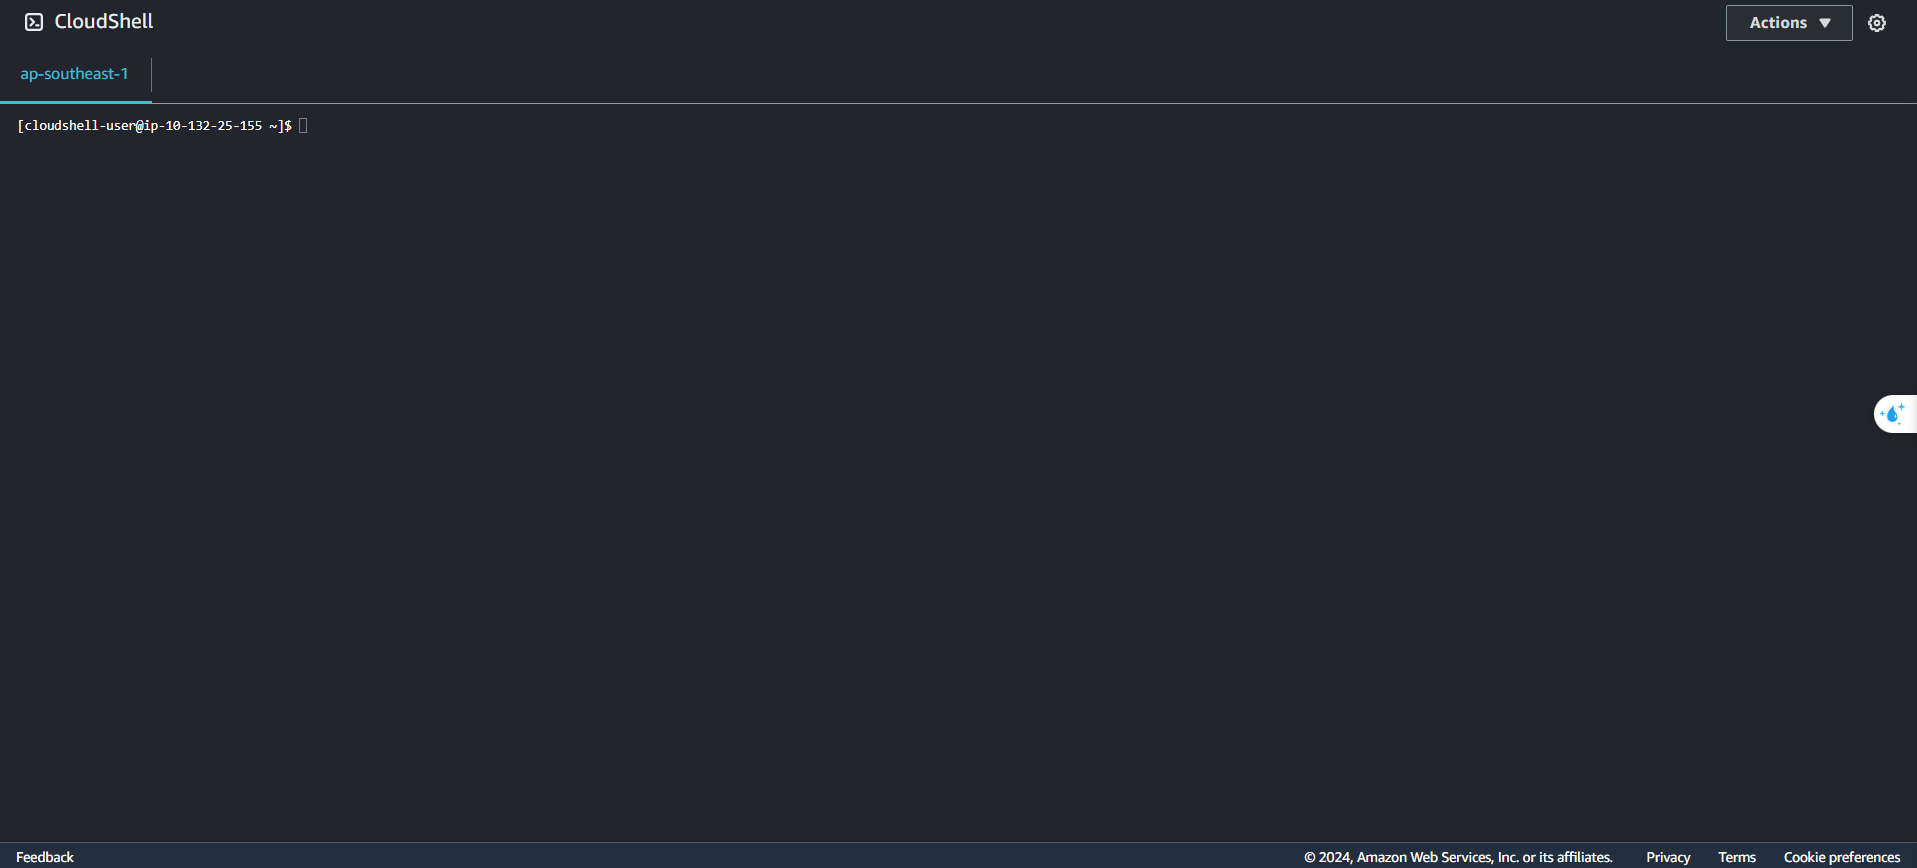 CloudShell
Actions
ap-southeast-1
[cloudshell-user@ip-10-132-25-155 ~]$
Feedback
© 2024, Amazon Web Services, Inc. or its affiliates.
Privacy
Terms
Cookie preferences